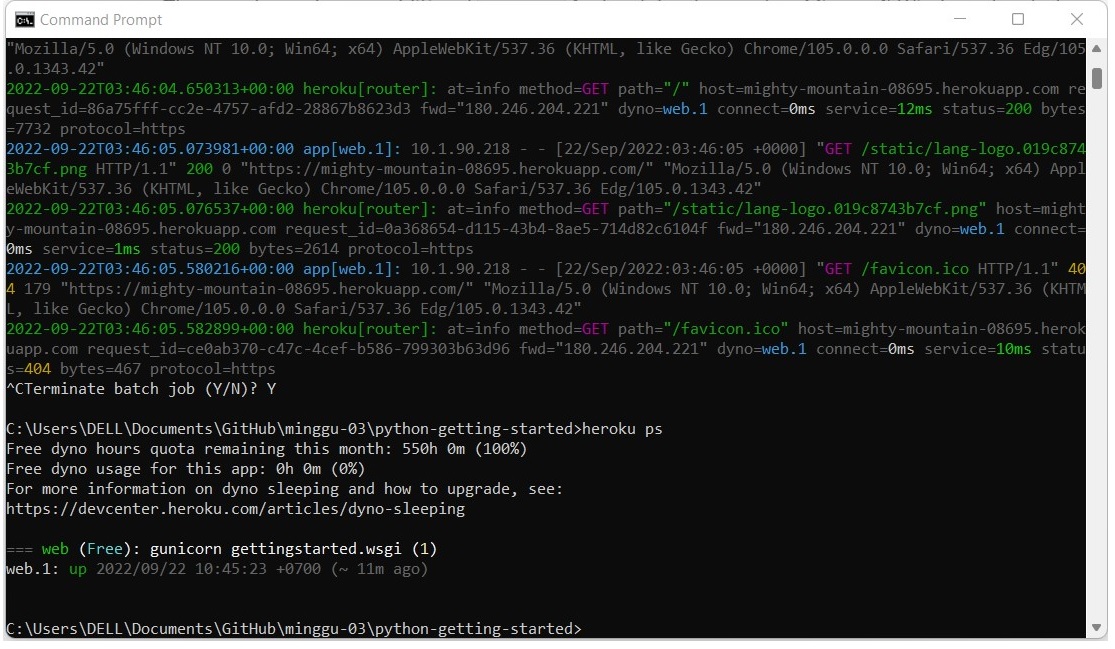 Command Prompt
"Mozilla/5.0 (Windows NT 10.0; Win64; x64) AppleWebKit/537.36 (KHTML, like Gecko) Chrome/105.0.0.0 Safari/537.36 Edg/105
.0.1343.42"
2022-09-22T03:46:04.650313+00:00 heroku[router]: at=info method=GET path="/" host=mighty-mountain-08695.herokuapp.com re
quest_id=86a75fff-cc2e-4757-afd2-28867b8623d3 fwd="180.246.204.221" dyno=web.1 connect=0ms service=12ms status=200 bytes
=7732 protocol=https
2022-09-22T03:46:05.073981+00:00 app[web.1]: 10.1.90.218 - - [22/Sep/2022:03:46:05 +0000] "GET /static/lang-logo.019c874
3b7cf.png HTTP/1.1" 200 0 "https://mighty-mountain-08695.herokuapp.com/" "Mozilla/5.0 (Windows NT 10.0; Win64; x64) Appl
eWebKit/537.36 (KHTML, like Gecko) Chrome/105.0.0.0 Safari/537.36 Edg/105.0.1343.42"
2022-09-22T03:46:05.076537+00:00 heroku[router]: at=info method=GET path="/static/lang-logo.019c8743b7cf.png" host=might
y-mountain-08695.herokuapp.com request_id=0a368654-d115-43b4-8ae5-714d82c6104f fwd="180.246.204.221" dyno=web.1 connect=
0ms service=1ms status=200 bytes=2614 protocol=https
2022-09-22T03:46:05.580216+00:00 app[web.1]: 10.1.90.218 - - [22/Sep/2022:03:46:05 +0000] "GET /favicon.ico HTTP/1.1" 40
4 179 "https://mighty-mountain-08695.herokuapp.com/" "Mozilla/5.0 (Windows NT 10.0; Win64; x64) AppleWebKit/537.36 (KHTM
L, like Gecko) Chrome/105.0.0.0 Safari/537.36 Edg/105.0.1343.42"
2022-09-22T03:46:05.582899+00:00 heroku[router]: at=info method=GET path="/favicon.ico" host=mighty-mountain-08695.herok
uapp.com request_id=ce0ab370-c47c-4cef-b586-799303b63d96 fwd="180.246.204.221" dyno=web.1 connect=0ms service=10ms statu
s=404 bytes=467 protocol=https
^CTerminate batch job (Y/N)? Y
C:\Users\DELL\Documents\GitHub\minggu-03\python-getting-started>heroku ps
Free dyno hours quota remaining this month: 550h 0m (100%)
Free dyno usage for this app: 0h 0m (0%)
For more information on dyno sleeping and how to upgrade, see:
https://devcenter.heroku.com/articles/dyno-sleeping
=== web (Free): gunicorn gettingstarted.wsgi (1)
web.1: up 2022/09/22 10:45:23 +0700 (~ 11m ago)
C:\Users\DELL\Documents\GitHub\minggu-03\python-getting-started>